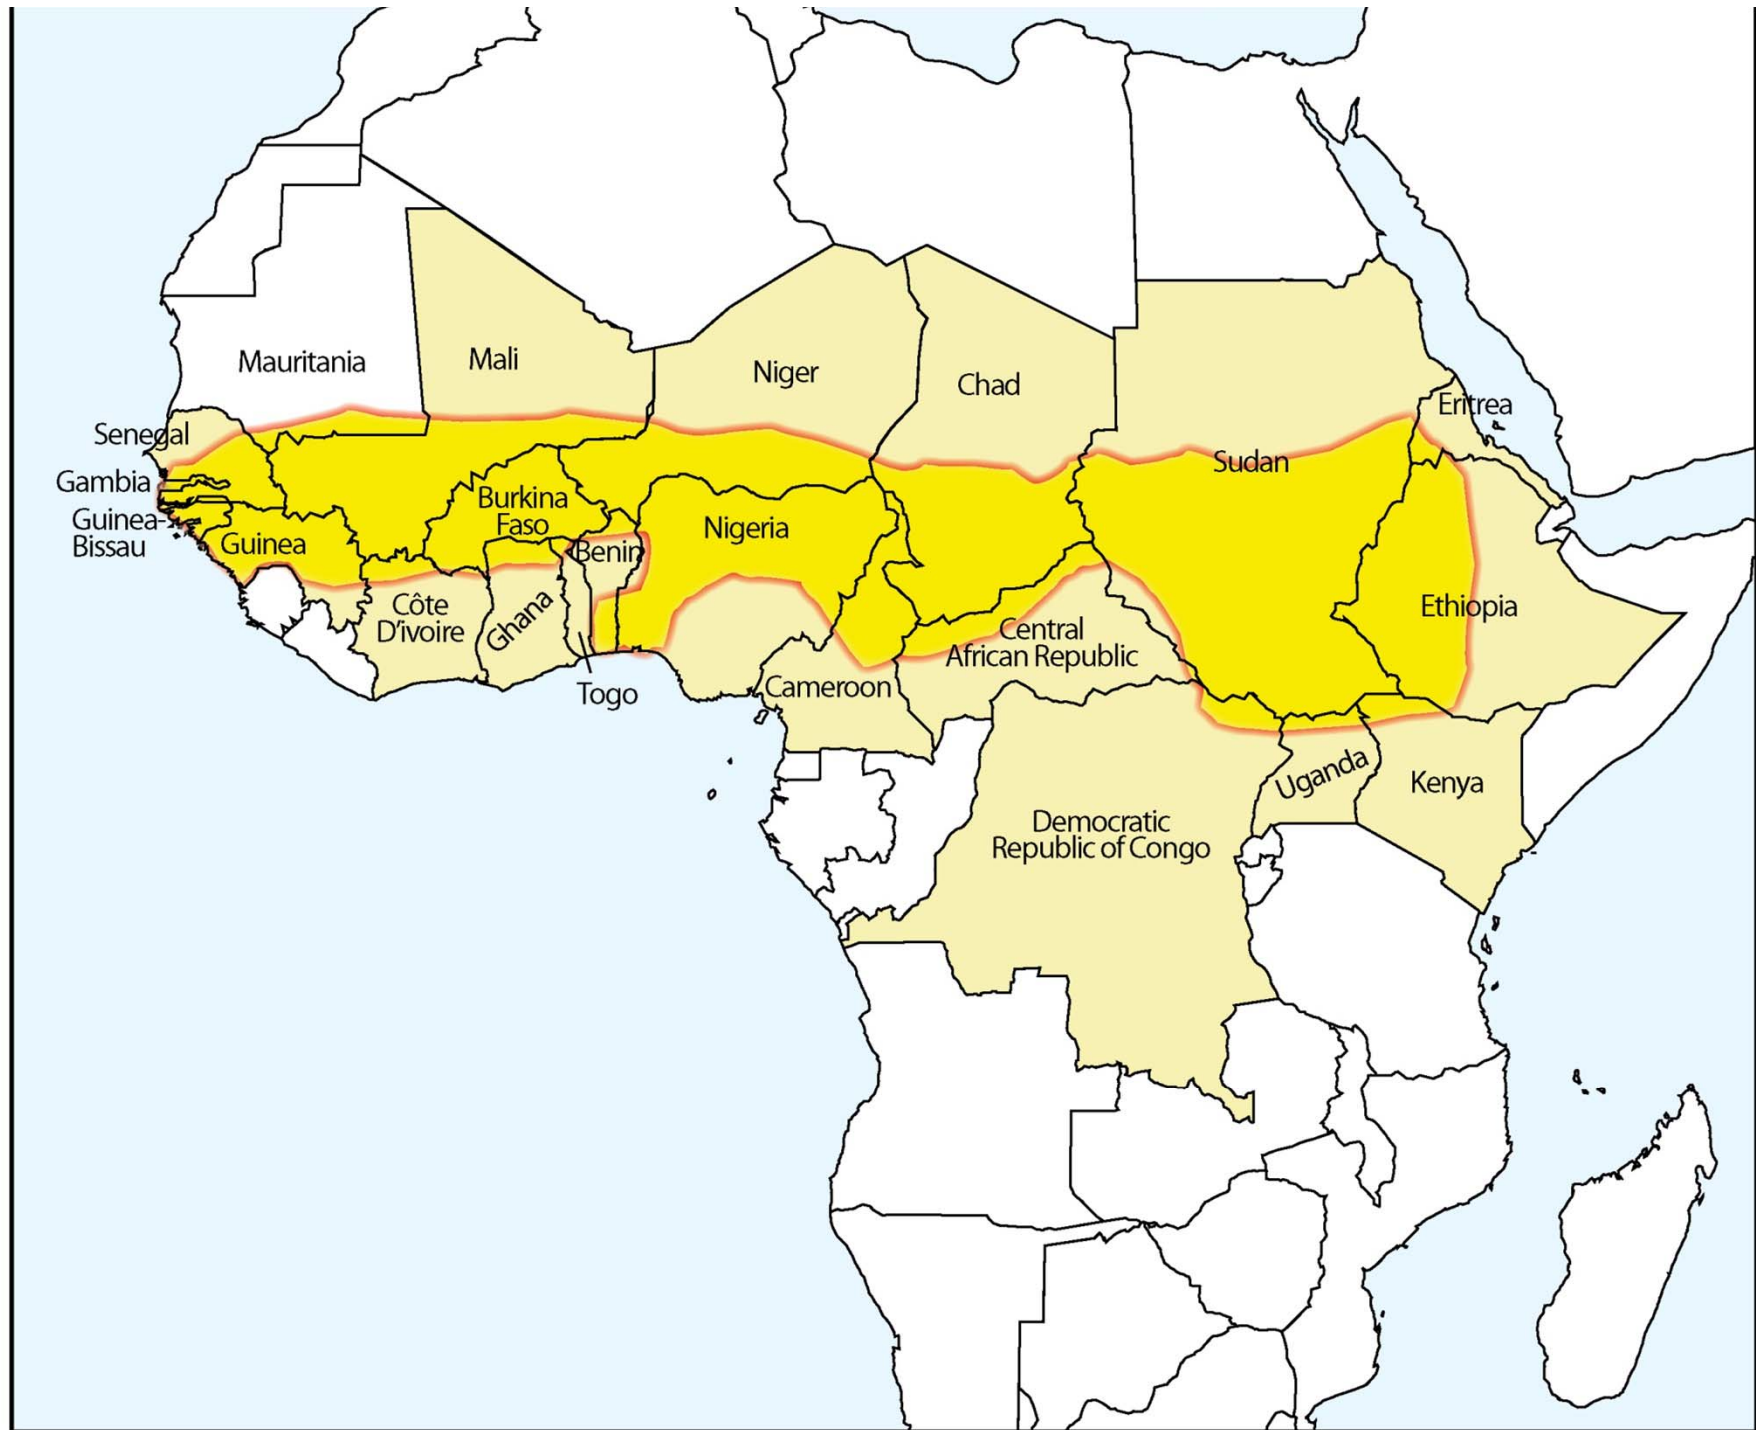 Mauritania
Mali
Niger
Chad
Eritrea
Senegal
Sudan
Gambia
Guinea-
Bissau
Guinea
Burkina
Faso
Nigeria
Benin
Côte
D'ivoire
Ghana
Togo
Ethiopia
Central
African Republic
Cameroon
Uganda
Kenya
Democratic
Republic of Congo